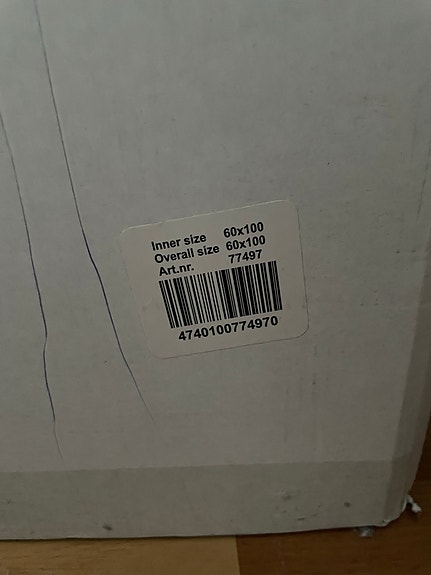 Inner size 60x100
Overall size 60x100
Art.nr. 77497
4740100774970